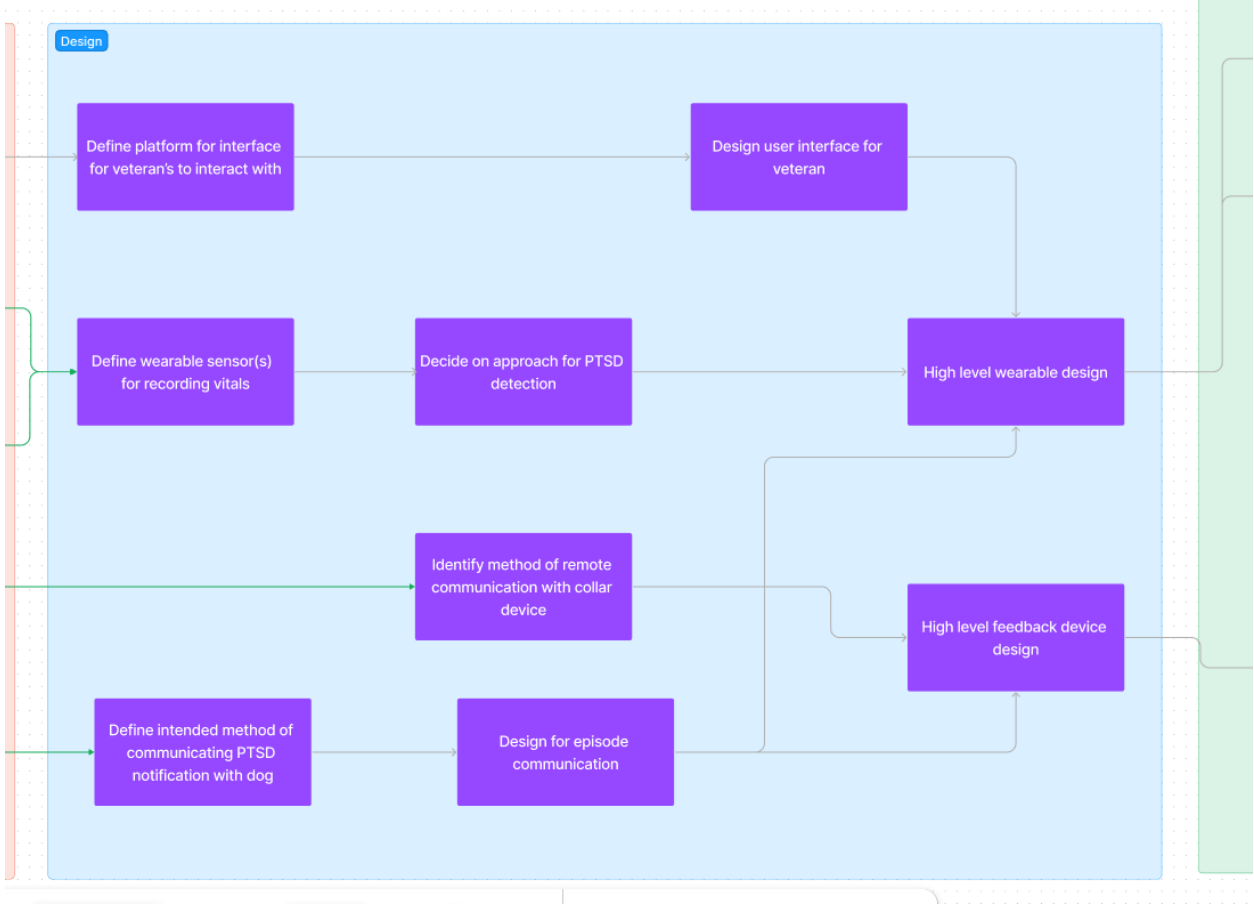 Design
Define platform for interface
for veteran's to interact with
Design user interface for
veteran
Define wearable sensor(s)
for recording vitals
Decide on approach for PTSD
detection
High level wearable design
Identify method of remote
communication with collar
device
High level feedback device
design
Define intended method of
communicating PTSD
notification with dog
Design for episode
communication